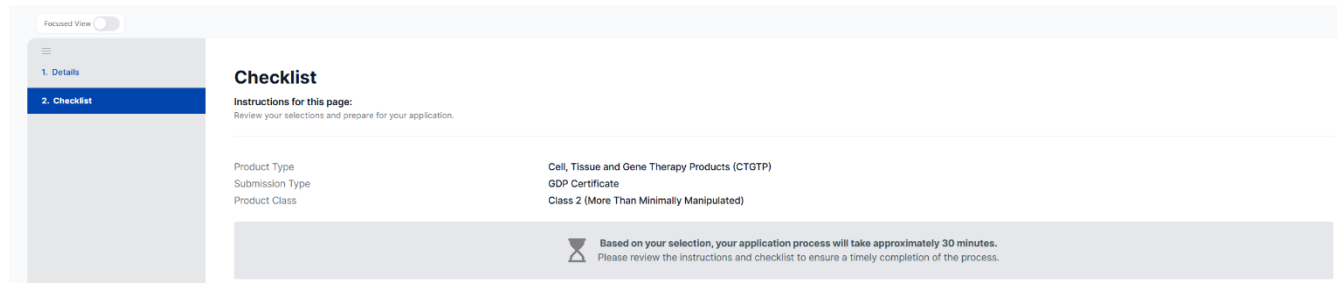 Focused View
1. Details
2. Checklist
Checklist
Instructions for this page:
Review your selections and prepare for your application.
Product Type Cell, Tissue and Gene Therapy Products (CTGTP)
Submission Type GDP Certificate
Product Class Class 2 (More Than Minimally Manipulated)
Based on your selection, your application process will take approximately 30 minutes.
Please review the instructions and checklist to ensure a timely completion of the process.